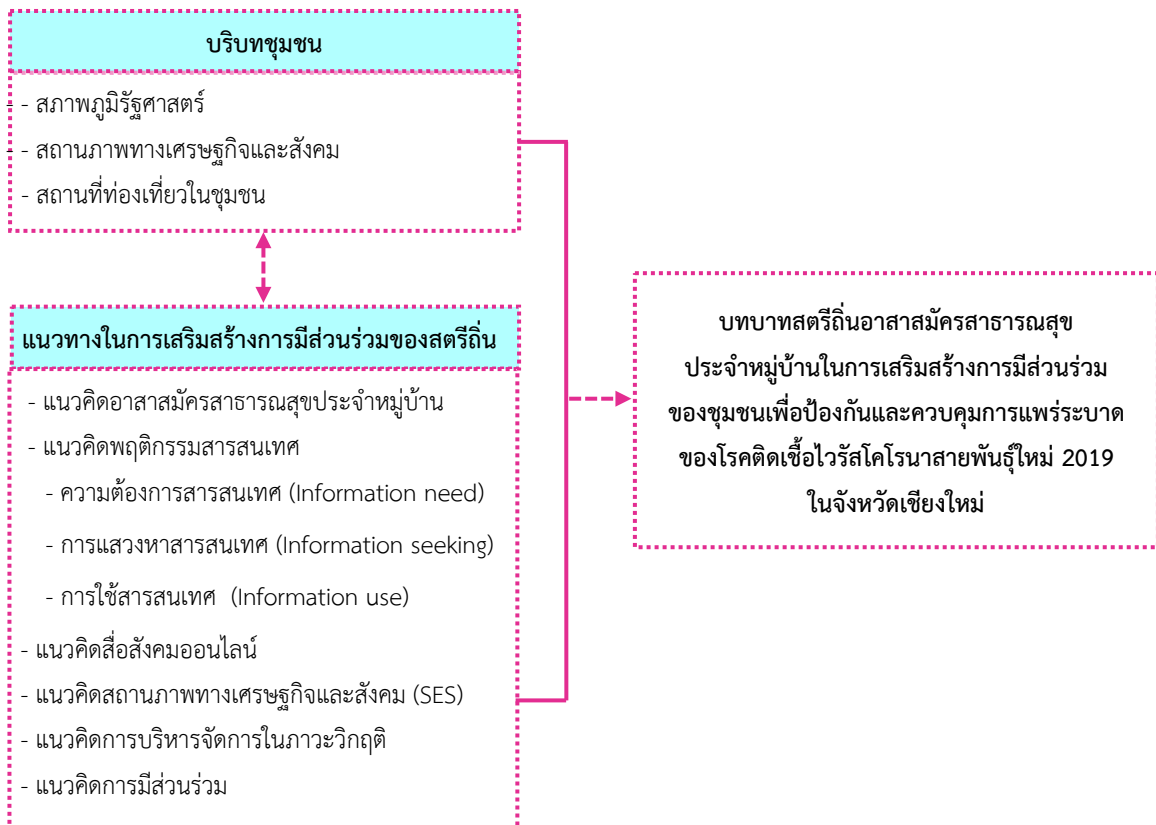 บริบทชุมชน
- - สภาพภูมิรัฐศาสตร์
- - สถานภาพทางเศรษฐกิจและสังคม
- สถานที่ท่องเที่ยวในชุมชน
แนวทางในการเสริมสร้างการมีส่วนร่วมของสตรีถิ่น
- แนวคิดอาสาสมัครสาธารณสุขประจำหมู่บ้าน
- แนวคิดพฤติกรรมสารสนเทศ
- ความต้องการสารสนเทศ (Information need)
- การแสวงหาสารสนเทศ (Information seeking)
- การใช้สารสนเทศ (Information use)
- แนวคิดสื่อสังคมออนไลน์
- แนวคิดสถานภาพทางเศรษฐกิจและสังคม (SES)
- แนวคิดการบริหารจัดการในภาวะวิกฤติ
- แนวคิดการมีส่วนร่วม
บทบาทสตรีถิ่นอาสาสมัครสาธารณสุข
ประจำหมู่บ้านในการเสริมสร้างการมีส่วนร่วม
ของชุมชนเพื่อป้องกันและควบคุมการแพร่ระบาด
ของโรคติดเชื้อไวรัสโคโรนาสายพันธุ์ใหม่ 2019
ในจังหวัดเชียงใหม่